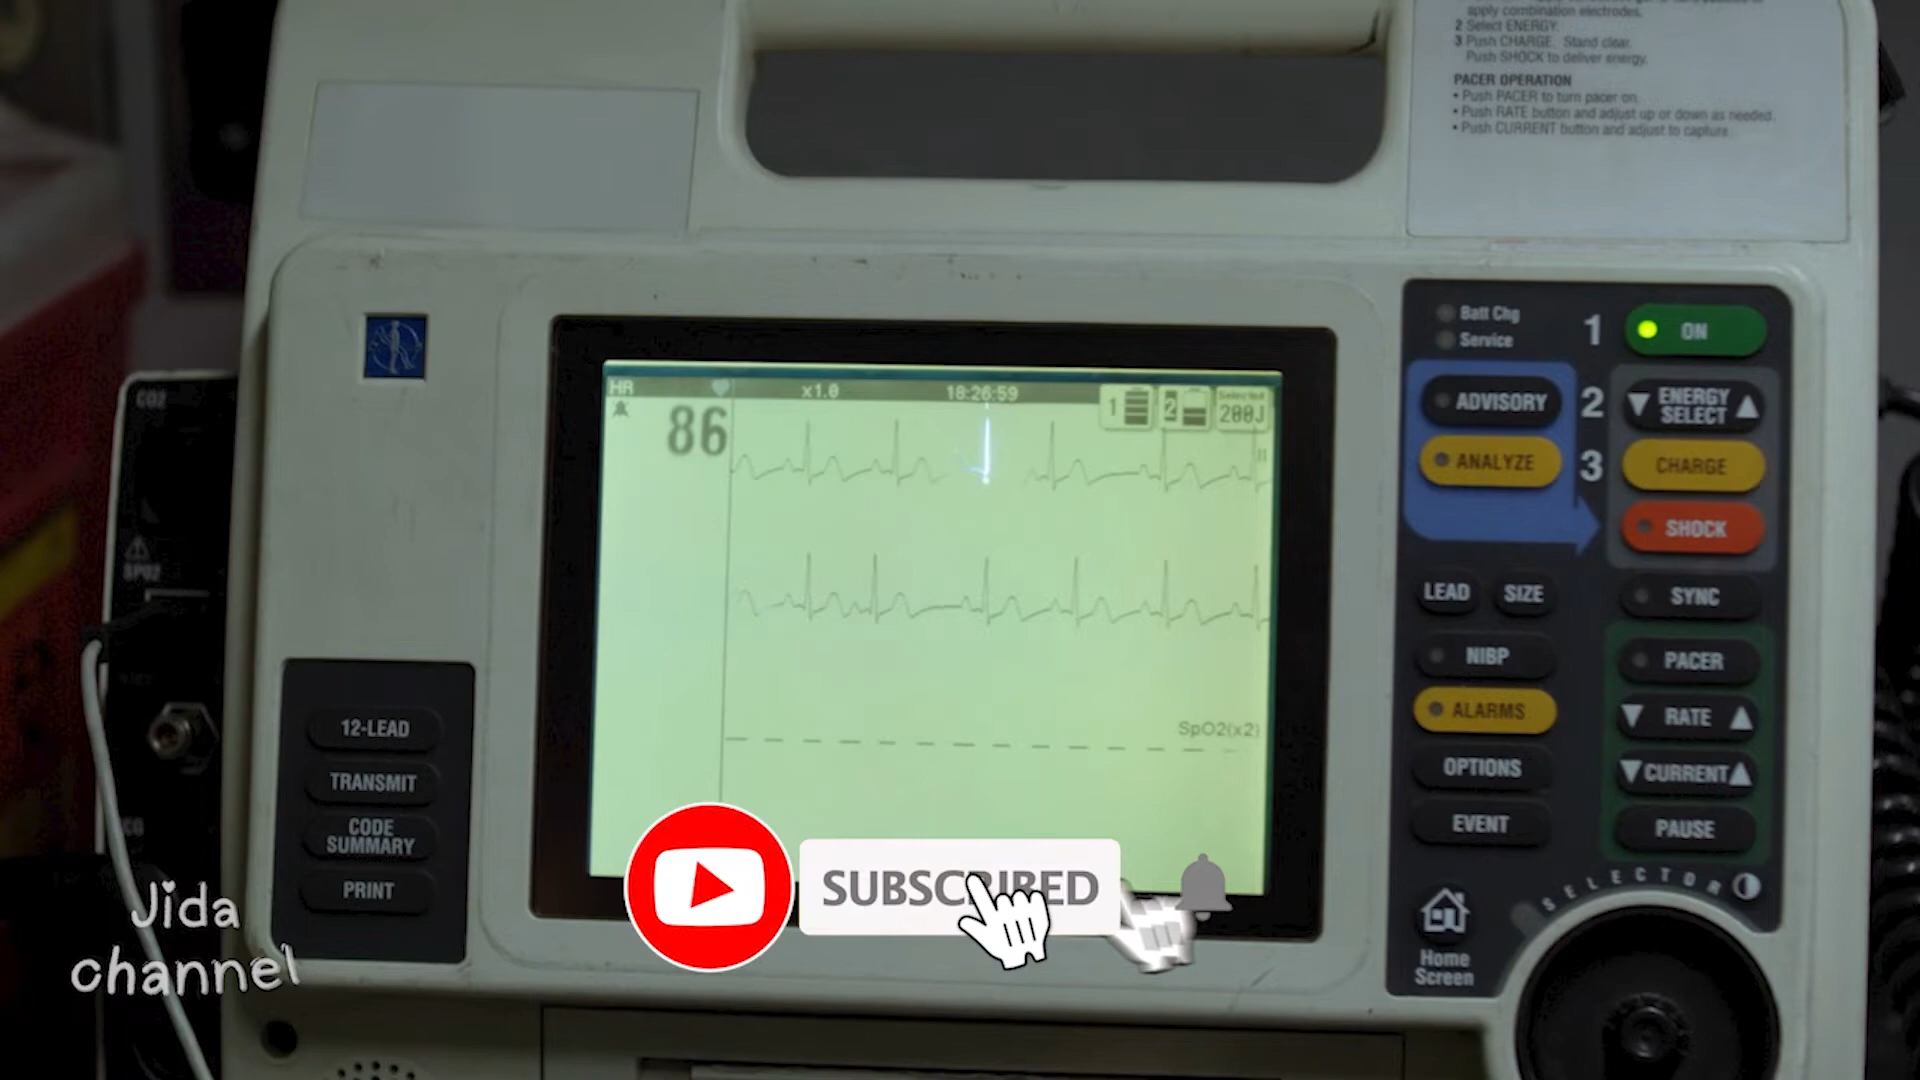 apply combination electrodes.
2 Select ENERGY.
3 Push CHARGE. Stand clear.
Push SHOCK to deliver energy.
PACER OPERATION
• Push PACER to turn pacer on.
• Push RATE button and adjust up or down as needed.
• Push CURRENT button and adjust to capture.
Batt Chg
Service
1 ON
ADVISORY 2 ENERGY SELECT
ANALYZE 3 CHARGE
SHOCK
LEAD SIZE SYNC
NIBP PACER
ALARMS RATE
OPTIONS CURRENT
EVENT PAUSE
SELECTOR
Home
Screen
HR x1.0 18:26:59 1 2 Selected
200J
86
II
SpO2(x2)
CO2
SPO2
12-LEAD
TRANSMIT
CODE
SUMMARY
PRINT
SUBSCRIBED
Jida
channel